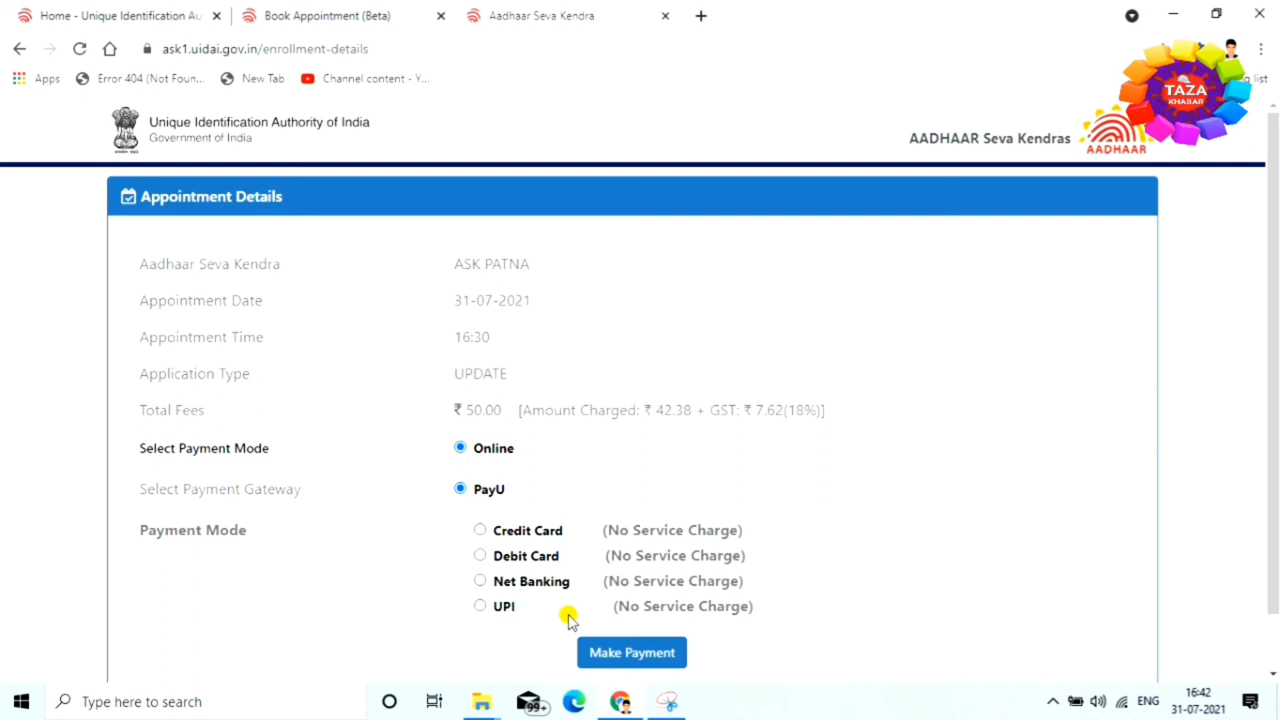 Home - Unique Identification Au
Book Appointment (Beta)
Aadhaar Seva Kendra
ask1.uidai.gov.in/enrollment-details
Apps
Error 404 (Not Foun...
New Tab
Channel content - Y...
g list
TAZA
KHABAR
Unique Identification Authority of India
Government of India
AADHAAR Seva Kendras
AADHAAR
Appointment Details
Aadhaar Seva Kendra ASK PATNA
Appointment Date 31-07-2021
Appointment Time 16:30
Application Type UPDATE
Total Fees ₹ 50.00 [Amount Charged: ₹ 42.38 + GST: ₹ 7.62(18%)]
Select Payment Mode Online
Select Payment Gateway PayU
Payment Mode Credit Card (No Service Charge)
Debit Card (No Service Charge)
Net Banking (No Service Charge)
UPI (No Service Charge)
Make Payment
Type here to search
99+
ENG
16:42
31-07-2021